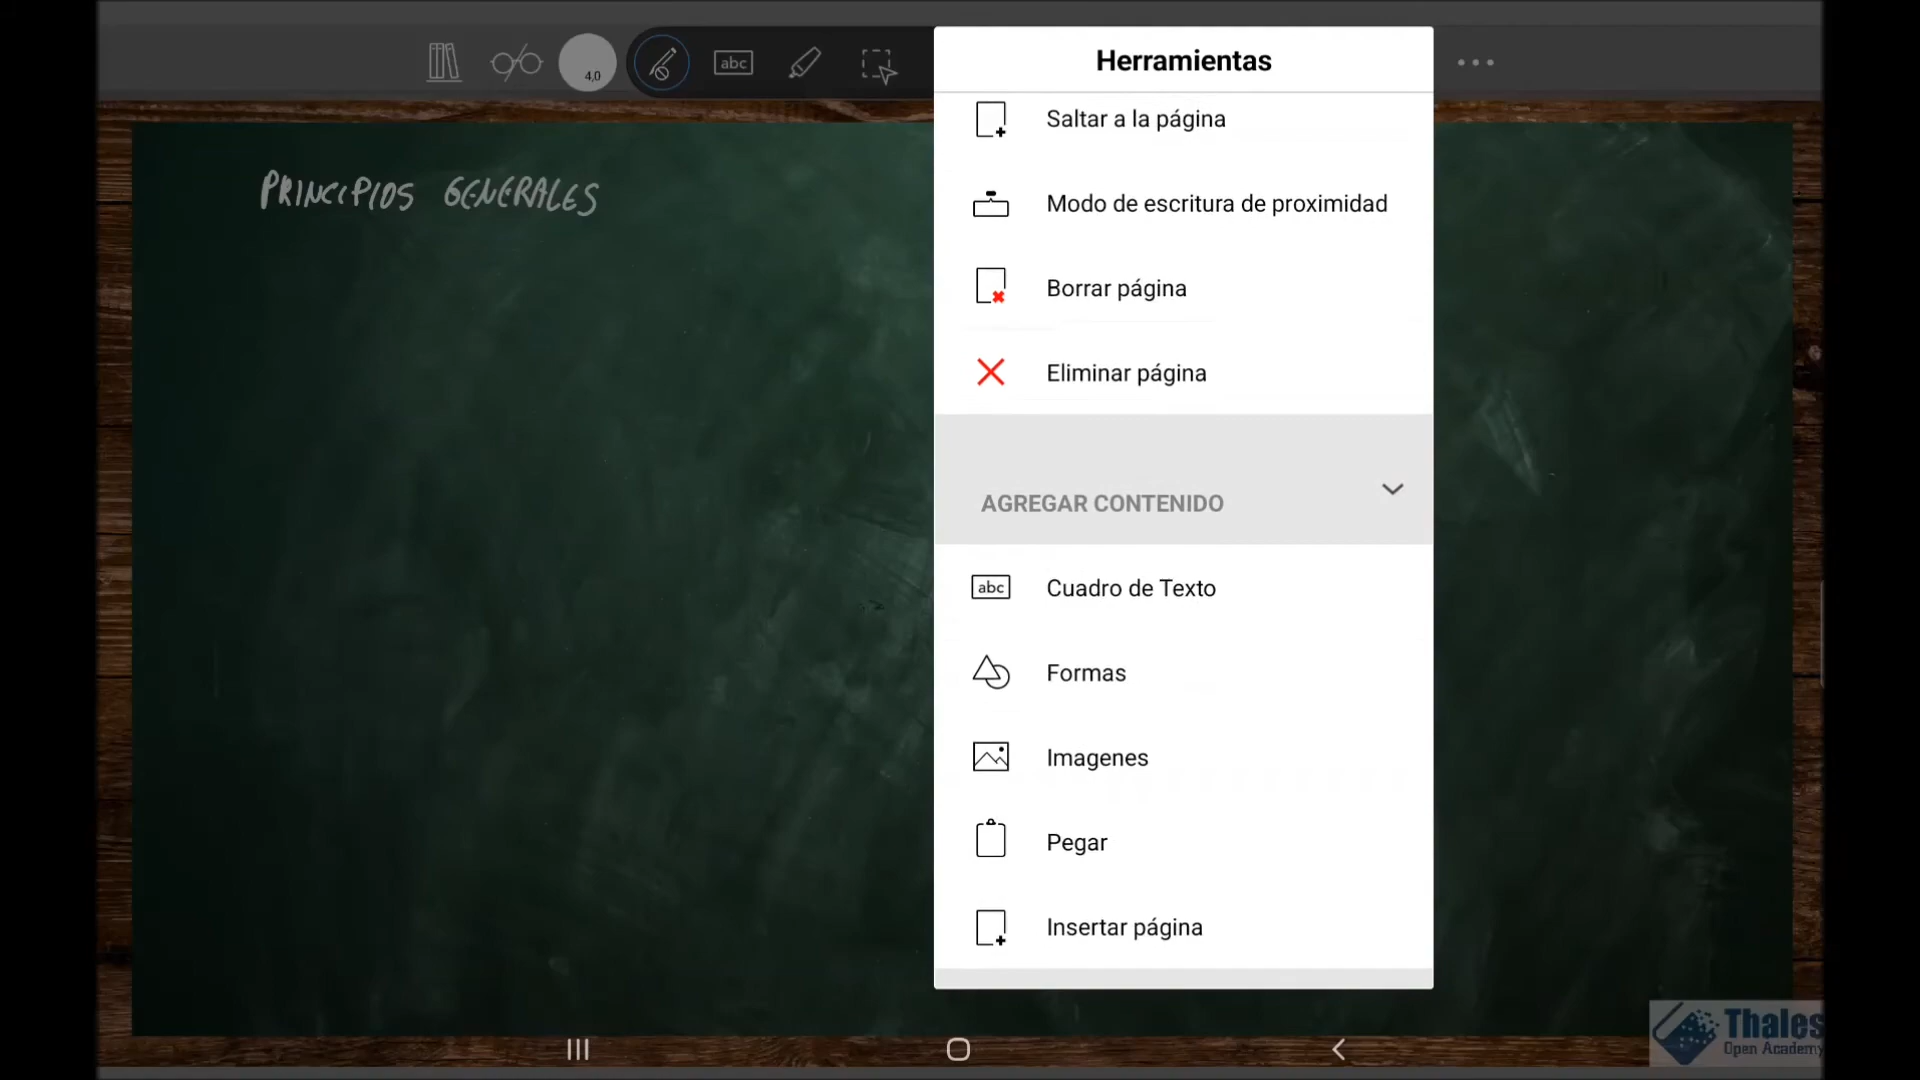 4,0
abc
Herramientas
Saltar a la página
PRINCIPIOS GENERALES
Modo de escritura de proximidad
Borrar página
Eliminar página
AGREGAR CONTENIDO
abc
Cuadro de Texto
Formas
Imagenes
Pegar
Insertar página
Thales
Open Academy